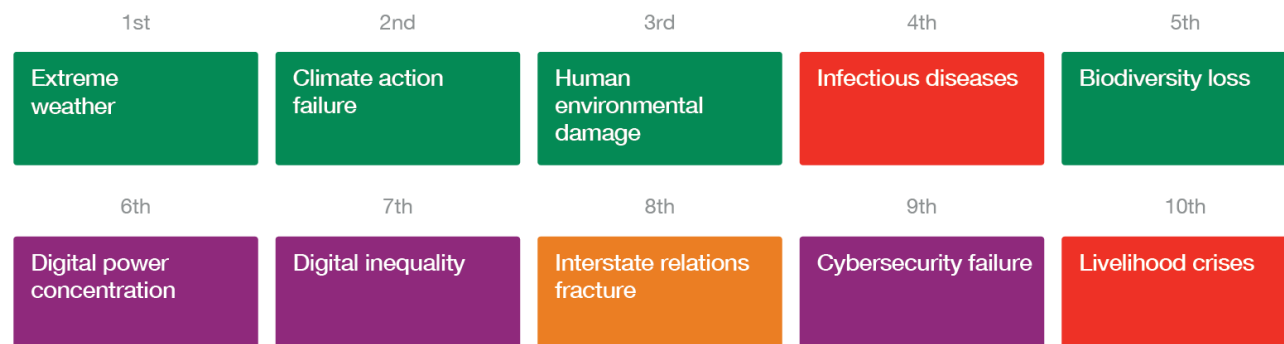 1st
2nd
3rd
4th
5th
Extreme
weather
Climate action
failure
Human
environmental
damage
Infectious diseases
Biodiversity loss
6th
7th
8th
9th
10th
Digital power
concentration
Digital inequality
Interstate relations
fracture
Cybersecurity failure
Livelihood crises